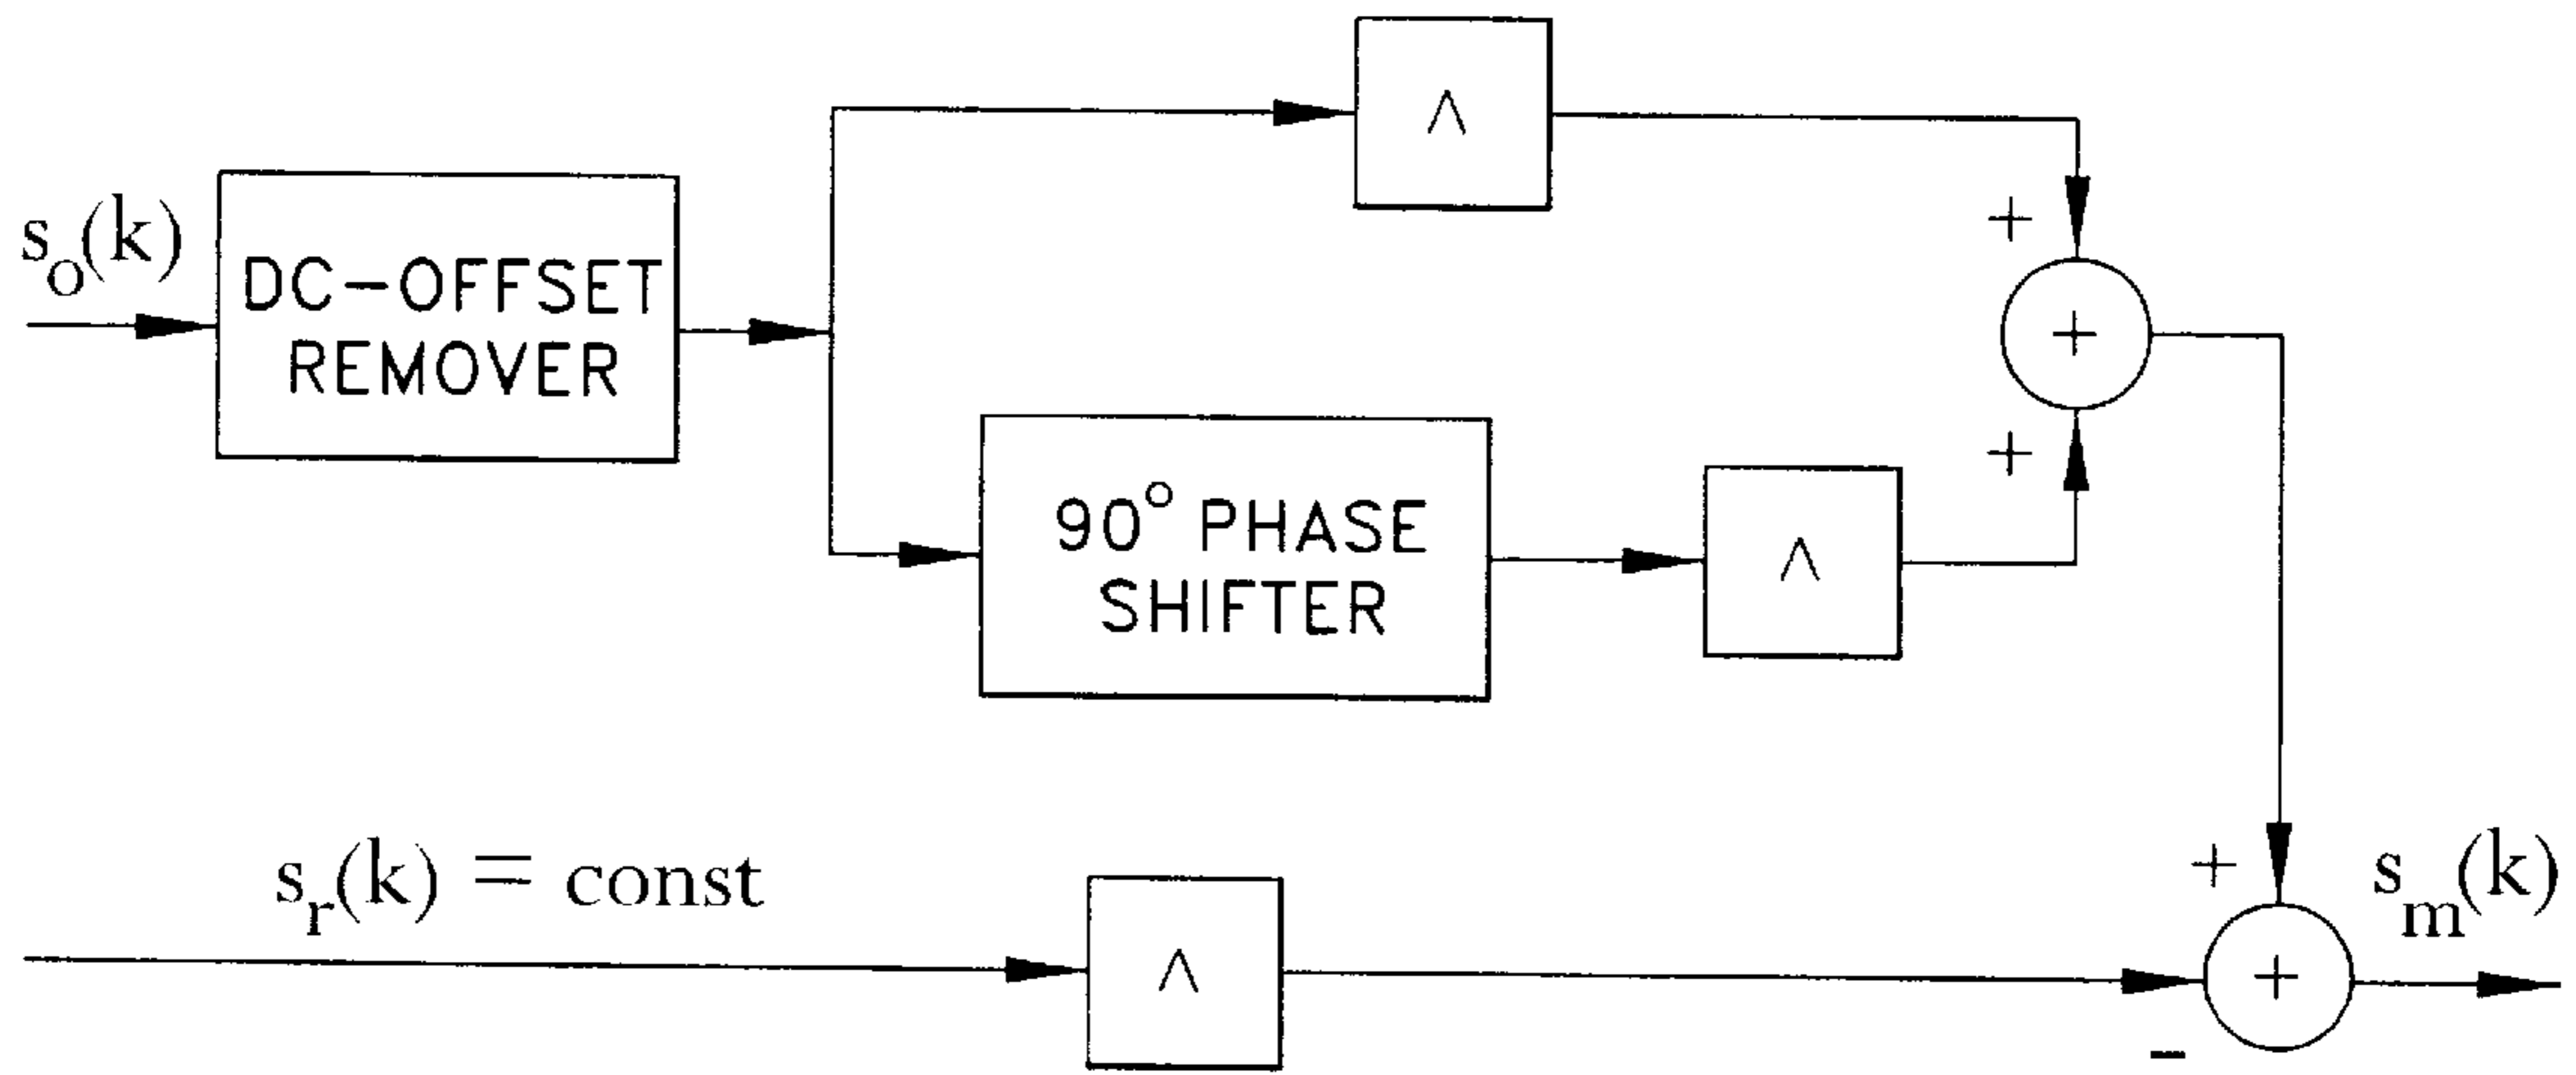 s_o(k)
DC-OFFSET
REMOVER
^
+
+
+
90° PHASE
SHIFTER
^
s_r(k) = const
^
+
+
-
s_m(k)